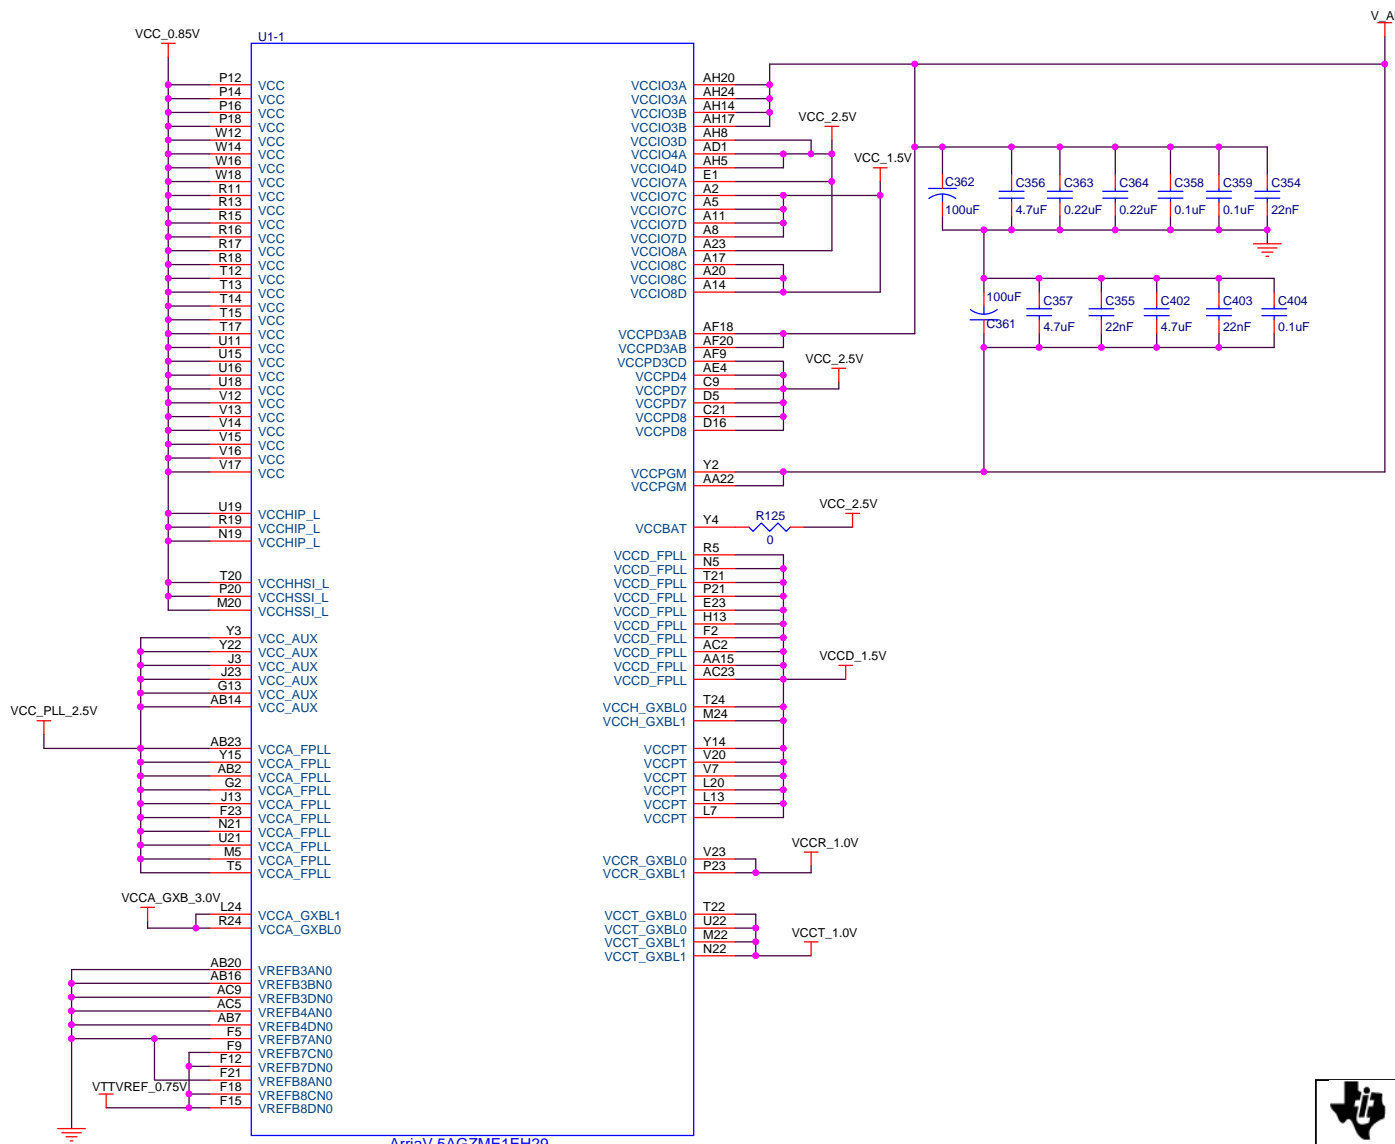 V_A
VCC_0.85V
U1-1
P12 VCC
P14 VCC
P16 VCC
P18 VCC
W12 VCC
W14 VCC
W16 VCC
W18 VCC
R11 VCC
R13 VCC
R15 VCC
R16 VCC
R17 VCC
R18 VCC
T12 VCC
T13 VCC
T14 VCC
T15 VCC
T17 VCC
U11 VCC
U15 VCC
U16 VCC
U18 VCC
V12 VCC
V13 VCC
V14 VCC
V15 VCC
V16 VCC
V17 VCC
U19 VCCHIP_L
R19 VCCHIP_L
N19 VCCHIP_L
T20 VCCHHSI_L
P20 VCCHSSI_L
M20 VCCHSSI_L
Y3 VCC_AUX
Y22 VCC_AUX
J3 VCC_AUX
J23 VCC_AUX
G13 VCC_AUX
AB14 VCC_AUX
VCC_PLL_2.5V
AB23 VCCA_FPLL
Y15 VCCA_FPLL
AB2 VCCA_FPLL
G2 VCCA_FPLL
J13 VCCA_FPLL
F23 VCCA_FPLL
N21 VCCA_FPLL
U21 VCCA_FPLL
M5 VCCA_FPLL
T5 VCCA_FPLL
VCCA_GXB_3.0V
L24 VCCA_GXBL1
R24 VCCA_GXBL0
AB20 VREFB3AN0
AB16 VREFB3BN0
AC9 VREFB3DN0
AC5 VREFB4AN0
AB7 VREFB4DN0
F5 VREFB7AN0
F9 VREFB7CN0
F12 VREFB7DN0
F21 VREFB8AN0
F18 VREFB8CN0
F15 VREFB8DN0
VTTVREF_0.75V
VCCIO3A AH20
VCCIO3A AH24
VCCIO3B AH14
VCCIO3B AH17
VCCIO3D AH8
VCCIO4A AD1
VCCIO4D AH5
VCCIO7A E1
VCCIO7C A2
VCCIO7C A5
VCCIO7D A11
VCCIO7D A8
VCCIO8A A23
VCCIO8C A17
VCCIO8C A20
VCCIO8D A14
VCC_2.5V
VCC_1.5V
VCCPD3AB AF18
VCCPD3AB AF20
VCCPD3CD AF9
VCCPD4 AE4
VCCPD7 C9
VCCPD7 D5
VCCPD8 C21
VCCPD8 D16
VCC_2.5V
VCCPGM Y2
VCCPGM AA22
VCCBAT Y4
R125
0
VCC_2.5V
VCCD_FPLL R5
VCCD_FPLL N5
VCCD_FPLL T21
VCCD_FPLL P21
VCCD_FPLL E23
VCCD_FPLL H13
VCCD_FPLL F2
VCCD_FPLL AC2
VCCD_FPLL AA15
VCCD_FPLL AC23
VCCD_1.5V
VCCH_GXBL0 T24
VCCH_GXBL1 M24
VCCPT Y14
VCCPT V20
VCCPT V7
VCCPT L20
VCCPT L13
VCCPT L7
VCCR_GXBL0 V23
VCCR_GXBL1 P23
VCCR_1.0V
VCCT_GXBL0 T22
VCCT_GXBL0 U22
VCCT_GXBL1 M22
VCCT_GXBL1 N22
VCCT_1.0V
C362 C356 C363 C364 C358 C359 C354
100uF 4.7uF 0.22uF 0.22uF 0.1uF 0.1uF 22nF
100uF C357 C355 C402 C403 C404
C361 4.7uF 22nF 4.7uF 22nF 0.1uF
ArriaV 5AGZME1EH29